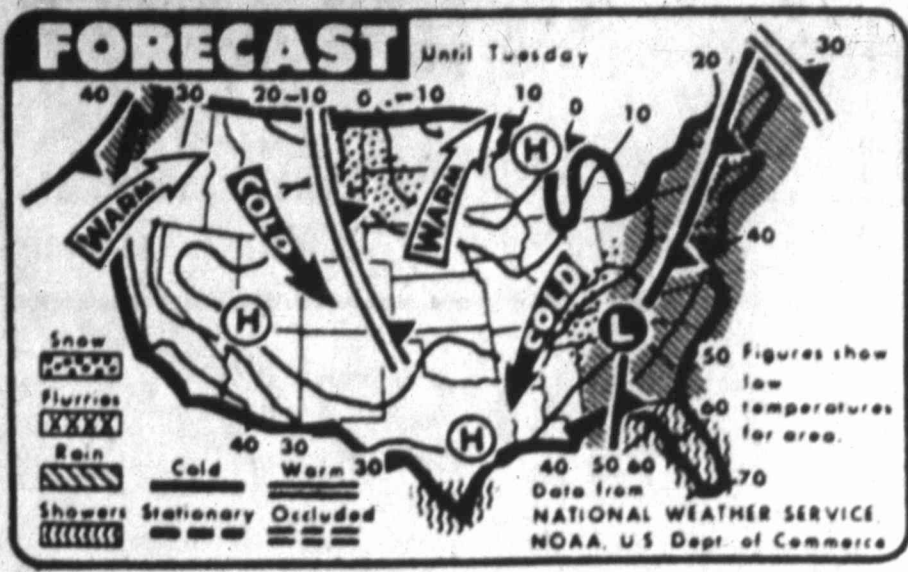 FORECAST
Until Tuesday
40 30 20 -10 0 -10 10 0 10 20 30
WARM
COLD
WARM
H
COLD
40
H
L
H
Snow
Flurries
Rain
Showers
Cold
Warm
Stationary
Occluded
40 30 30 40 50 60
50 Figures show
low
60 temperatures
for area.
70
Data from
NATIONAL WEATHER SERVICE,
NOAA, U.S. Dept. of Commerce